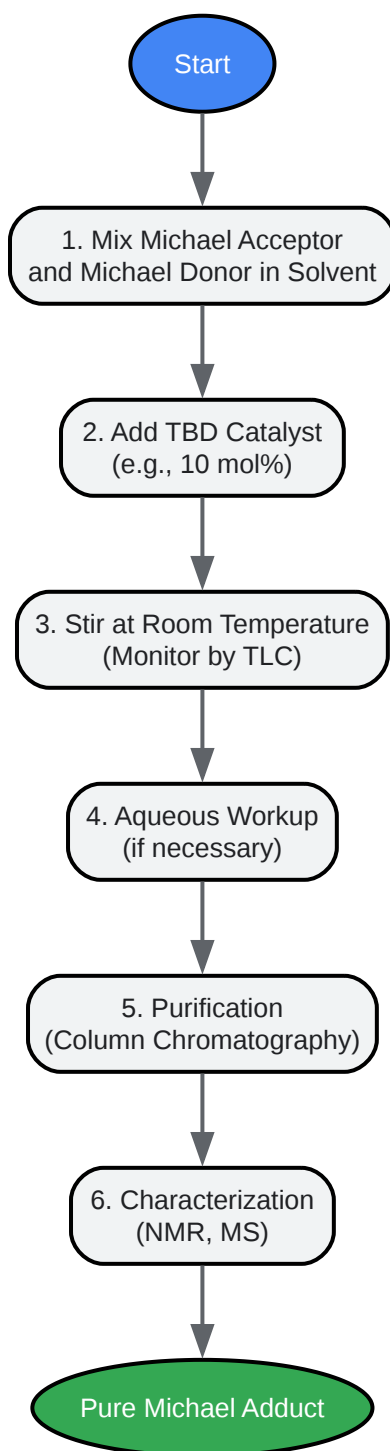 Start
1. Mix Michael Acceptor
and Michael Donor in Solvent
2. Add TBD Catalyst
(e.g., 10 mol%)
3. Stir at Room Temperature
(Monitor by TLC)
4. Aqueous Workup
(if necessary)
5. Purification
(Column Chromatography)
6. Characterization
(NMR, MS)
Pure Michael Adduct